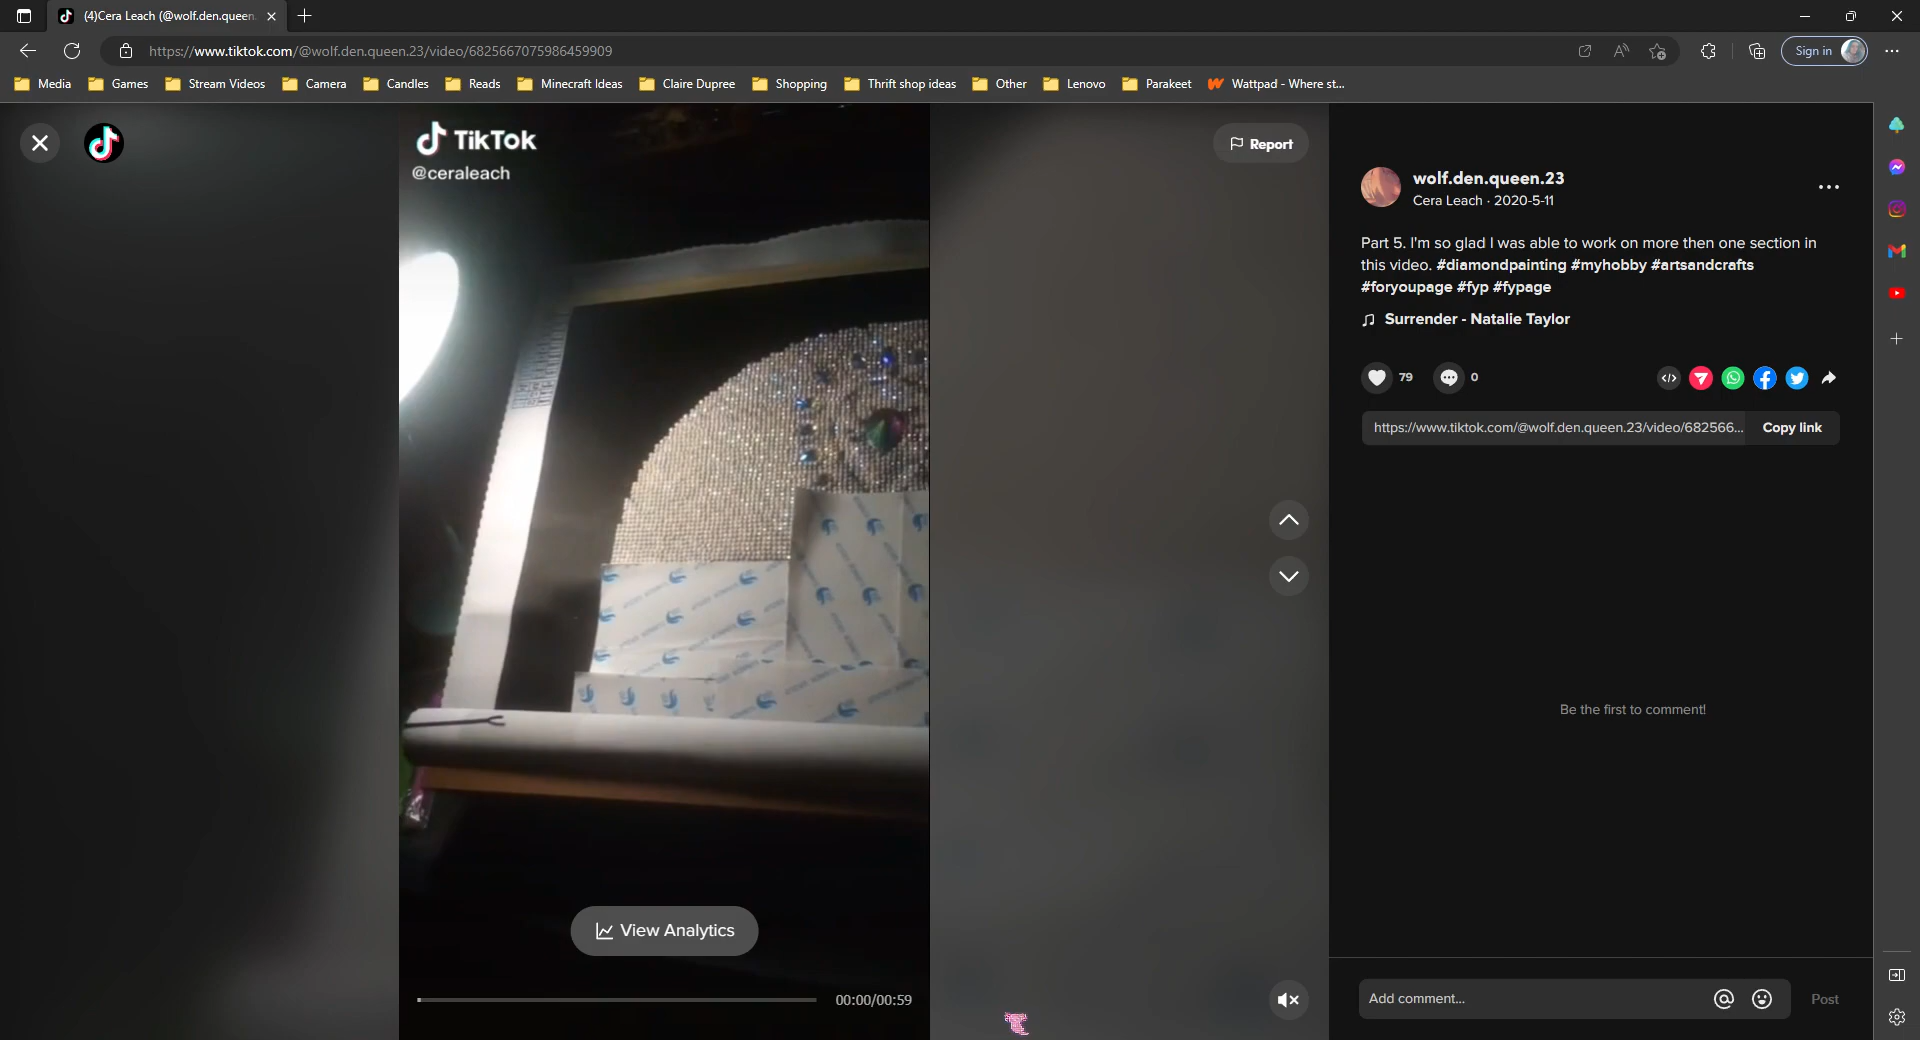 (4)Cera Leach (@wolf.den.queen.
https://www.tiktok.com/@wolf.den.queen.23/video/6825667075986459909
Sign in
Media Games Stream Videos Camera Candles Reads Minecraft Ideas Claire Dupree Shopping Thrift shop ideas Other Lenovo Parakeet Wattpad - Where st...
TikTok
@ceraleach
Report
wolf.den.queen.23
Cera Leach · 2020-5-11
Part 5. I'm so glad I was able to work on more then one section in
this video. #diamondpainting #myhobby #artsandcrafts
#foryoupage #fyp #fypage
Surrender - Natalie Taylor
79 0
https://www.tiktok.com/@wolf.den.queen.23/video/682566... Copy link
Be the first to comment!
View Analytics
00:00/00:59
Add comment...
Post